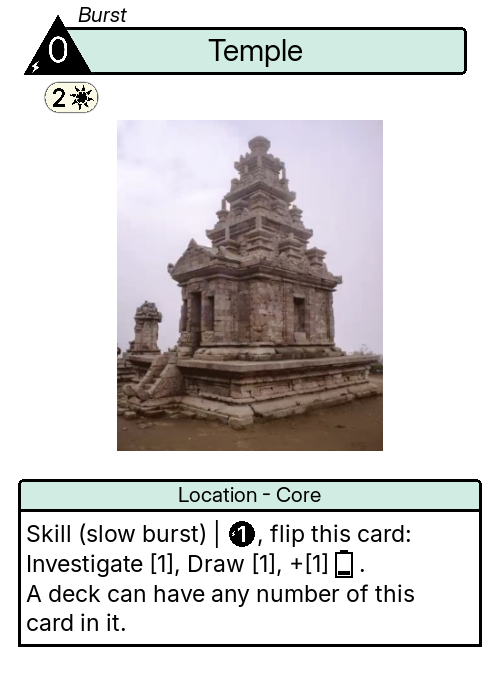 Burst
0
Temple
2
Location - Core
Skill (slow burst) | 1, flip this card:
Investigate [1], Draw [1], +[1] .
A deck can have any number of this
card in it.